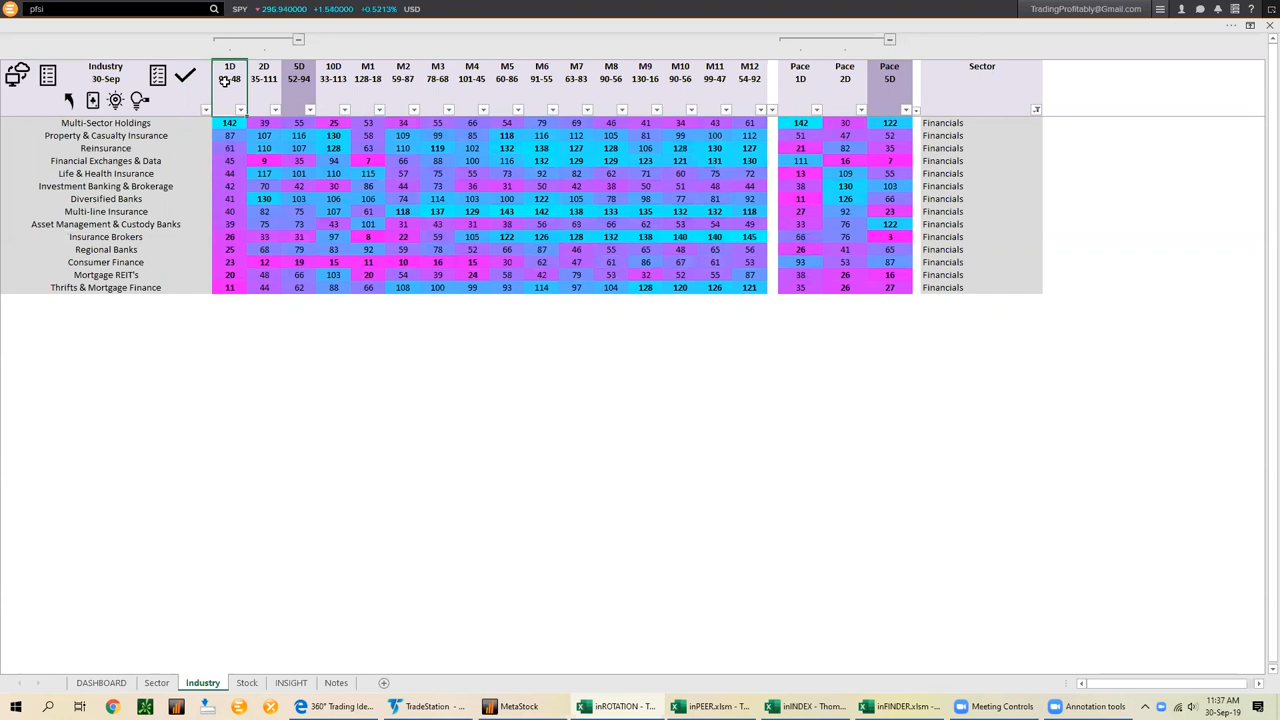 pfsi SPY 296.940000 +1.540000 +0.5213% USD TradingProfitably@Gmail.com
Industry 1D 2D 5D 10D M1 M2 M3 M4 M5 M6 M7 M8 M9 M10 M11 M12 Pace Pace Pace Sector
30-Sep 35-111 52-94 33-113 128-18 59-87 78-68 101-45 60-86 91-55 63-83 90-56 130-16 90-56 99-47 54-92 1D 2D 5D
Multi-Sector Holdings 142 39 55 25 53 34 55 66 54 79 69 46 41 34 43 61 142 30 122 Financials
Property & Casualty Insurance 87 107 116 130 58 109 99 85 118 116 112 105 81 99 100 112 51 47 52 Financials
Reinsurance 61 110 107 128 63 110 119 102 132 138 127 128 106 128 130 127 21 82 35 Financials
Financial Exchanges & Data 45 9 35 94 7 66 88 100 116 132 129 129 123 121 131 130 111 16 7 Financials
Life & Health Insurance 44 117 101 110 115 57 75 55 73 92 82 62 71 60 75 72 13 109 55 Financials
Investment Banking & Brokerage 42 70 42 30 86 44 73 36 31 50 40 38 50 51 48 44 38 130 103 Financials
Diversified Banks 41 130 103 106 106 74 114 103 100 122 105 78 98 77 81 92 11 126 66 Financials
Multi-line Insurance 40 82 75 107 61 118 137 129 143 142 138 133 135 132 132 118 27 92 23 Financials
Asset Management & Custody Banks 39 75 73 43 101 31 43 31 38 56 63 66 62 53 54 49 33 76 122 Financials
Insurance Brokers 26 33 31 97 8 22 59 105 122 126 128 132 138 140 140 145 66 76 3 Financials
Regional Banks 25 68 79 83 92 59 78 52 66 87 46 55 65 48 65 56 26 41 65 Financials
Consumer Finance 23 12 19 15 11 10 16 15 30 62 47 61 86 67 61 53 93 53 87 Financials
Mortgage REIT's 20 48 66 103 20 54 39 24 58 42 79 53 32 52 55 87 38 26 16 Financials
Thrifts & Mortgage Finance 11 44 62 88 66 108 100 99 93 114 97 104 128 120 126 121 35 26 27 Financials
DASHBOARD Sector Industry Stock INSIGHT Notes
360° Trading Ide... TradeStation - ... MetaStock inROTATION - T... inPEER.xlsm - T... inINDEX - Thom... inFINDER.xlsm -... Meeting Controls Annotation tools 11:37 AM
30-Sep-19